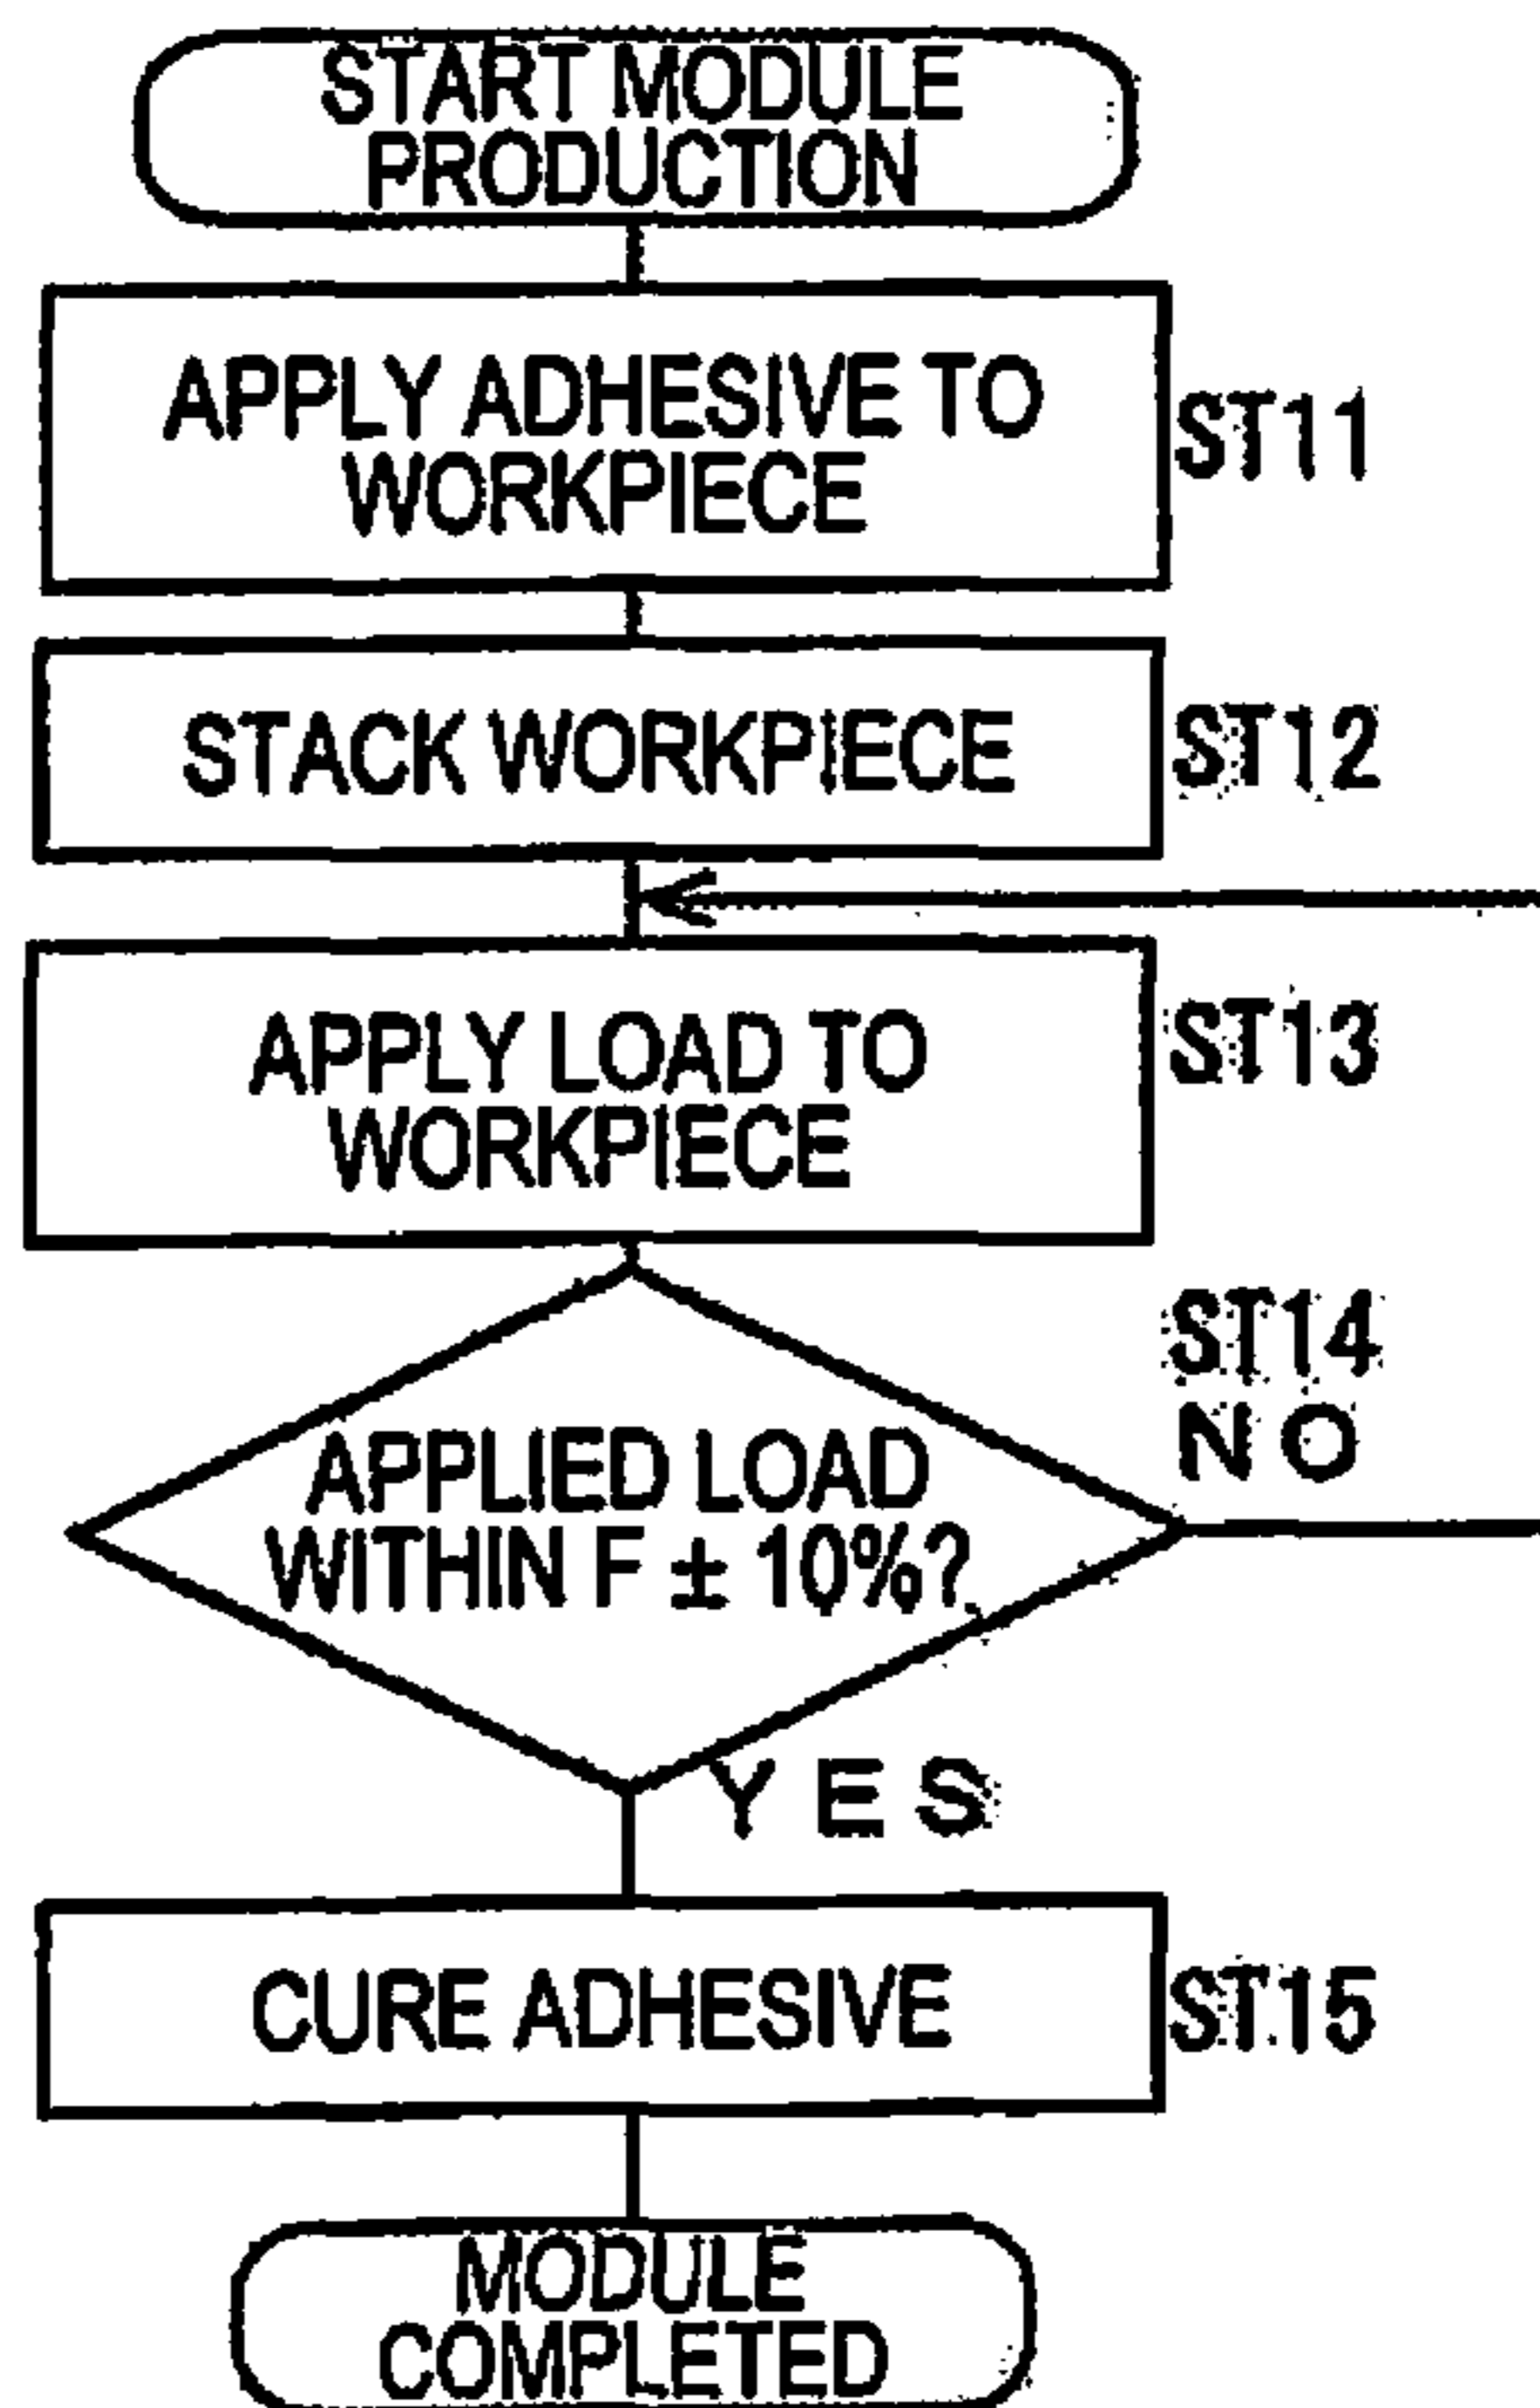 START MODULE
PRODUCTION
APPLY ADHESIVE TO
WORKPIECE
ST11
STACK WORKPIECE
ST12
APPLY LOAD TO
WORKPIECE
ST13
ST14
NO
APPLIED LOAD
WITHIN F ± 10%?
YES
CURE ADHESIVE
ST15
MODULE
COMPLETED